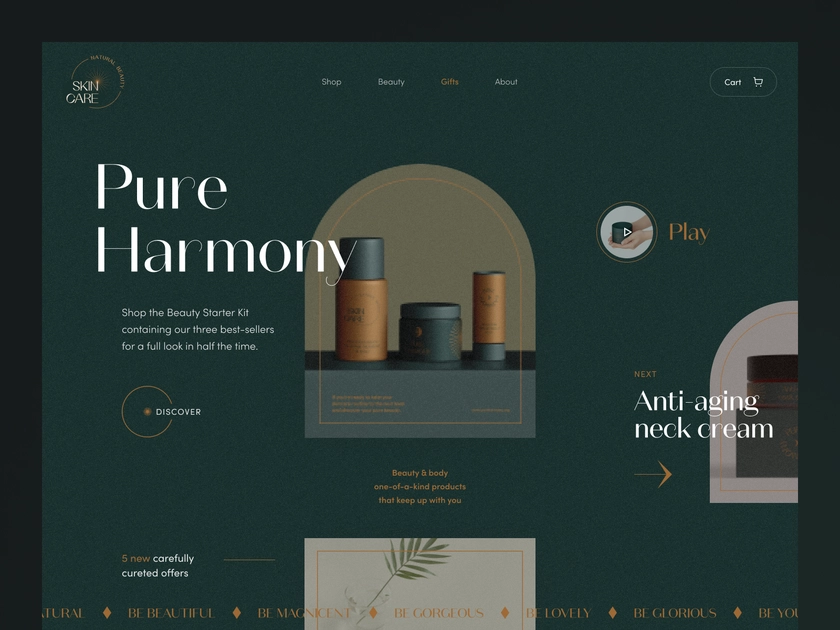 NATURAL BEAUTY
SKIN
CARE
Shop
Beauty
Gifts
About
Cart
Pure
Harmony
Play
Shop the Beauty Starter Kit
containing our three best-sellers
for a full look in half the time.
SKIN
CARE
DISCOVER
NEXT
Anti-aging
neck cream
Beauty & body
one-of-a-kind products
that keep up with you
5 new carefully
cureted offers
TURAL BE BEAUTIFUL BE MAGNICENT BE GORGEOUS BE LOVELY BE GLORIOUS BE YOU